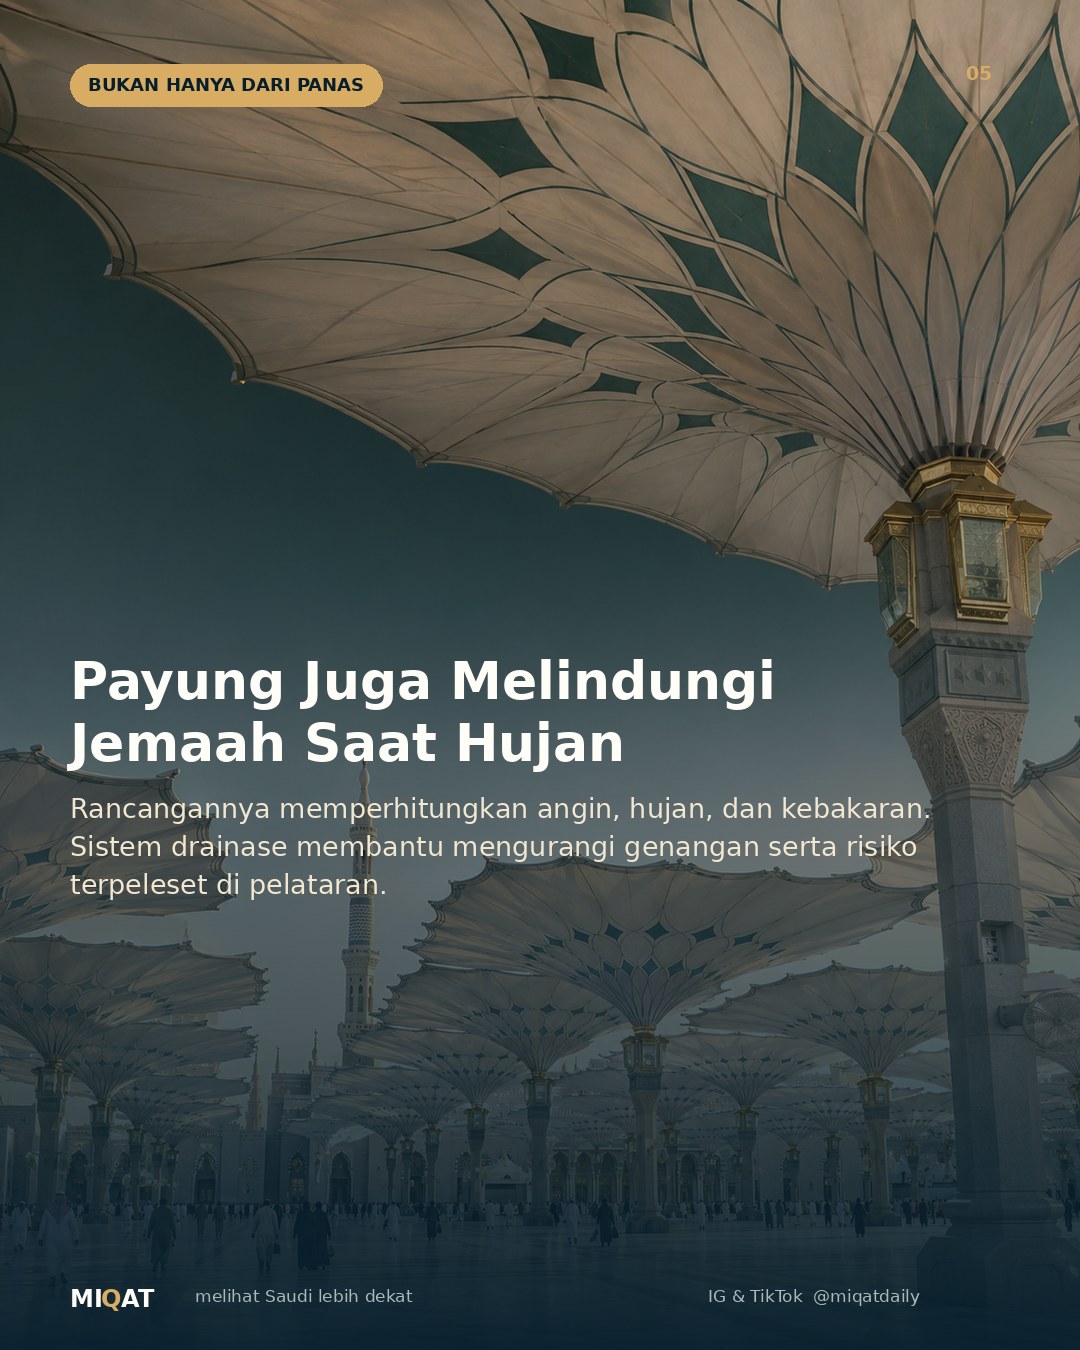 BUKAN HANYA DARI PANAS
05
Payung Juga Melindungi
Jemaah Saat Hujan
Rancangannya memperhitungkan angin, hujan, dan kebakaran.
Sistem drainase membantu mengurangi genangan serta risiko
terpeleset di pelataran.
MIQAT melihat Saudi lebih dekat IG & TikTok @miqatdaily